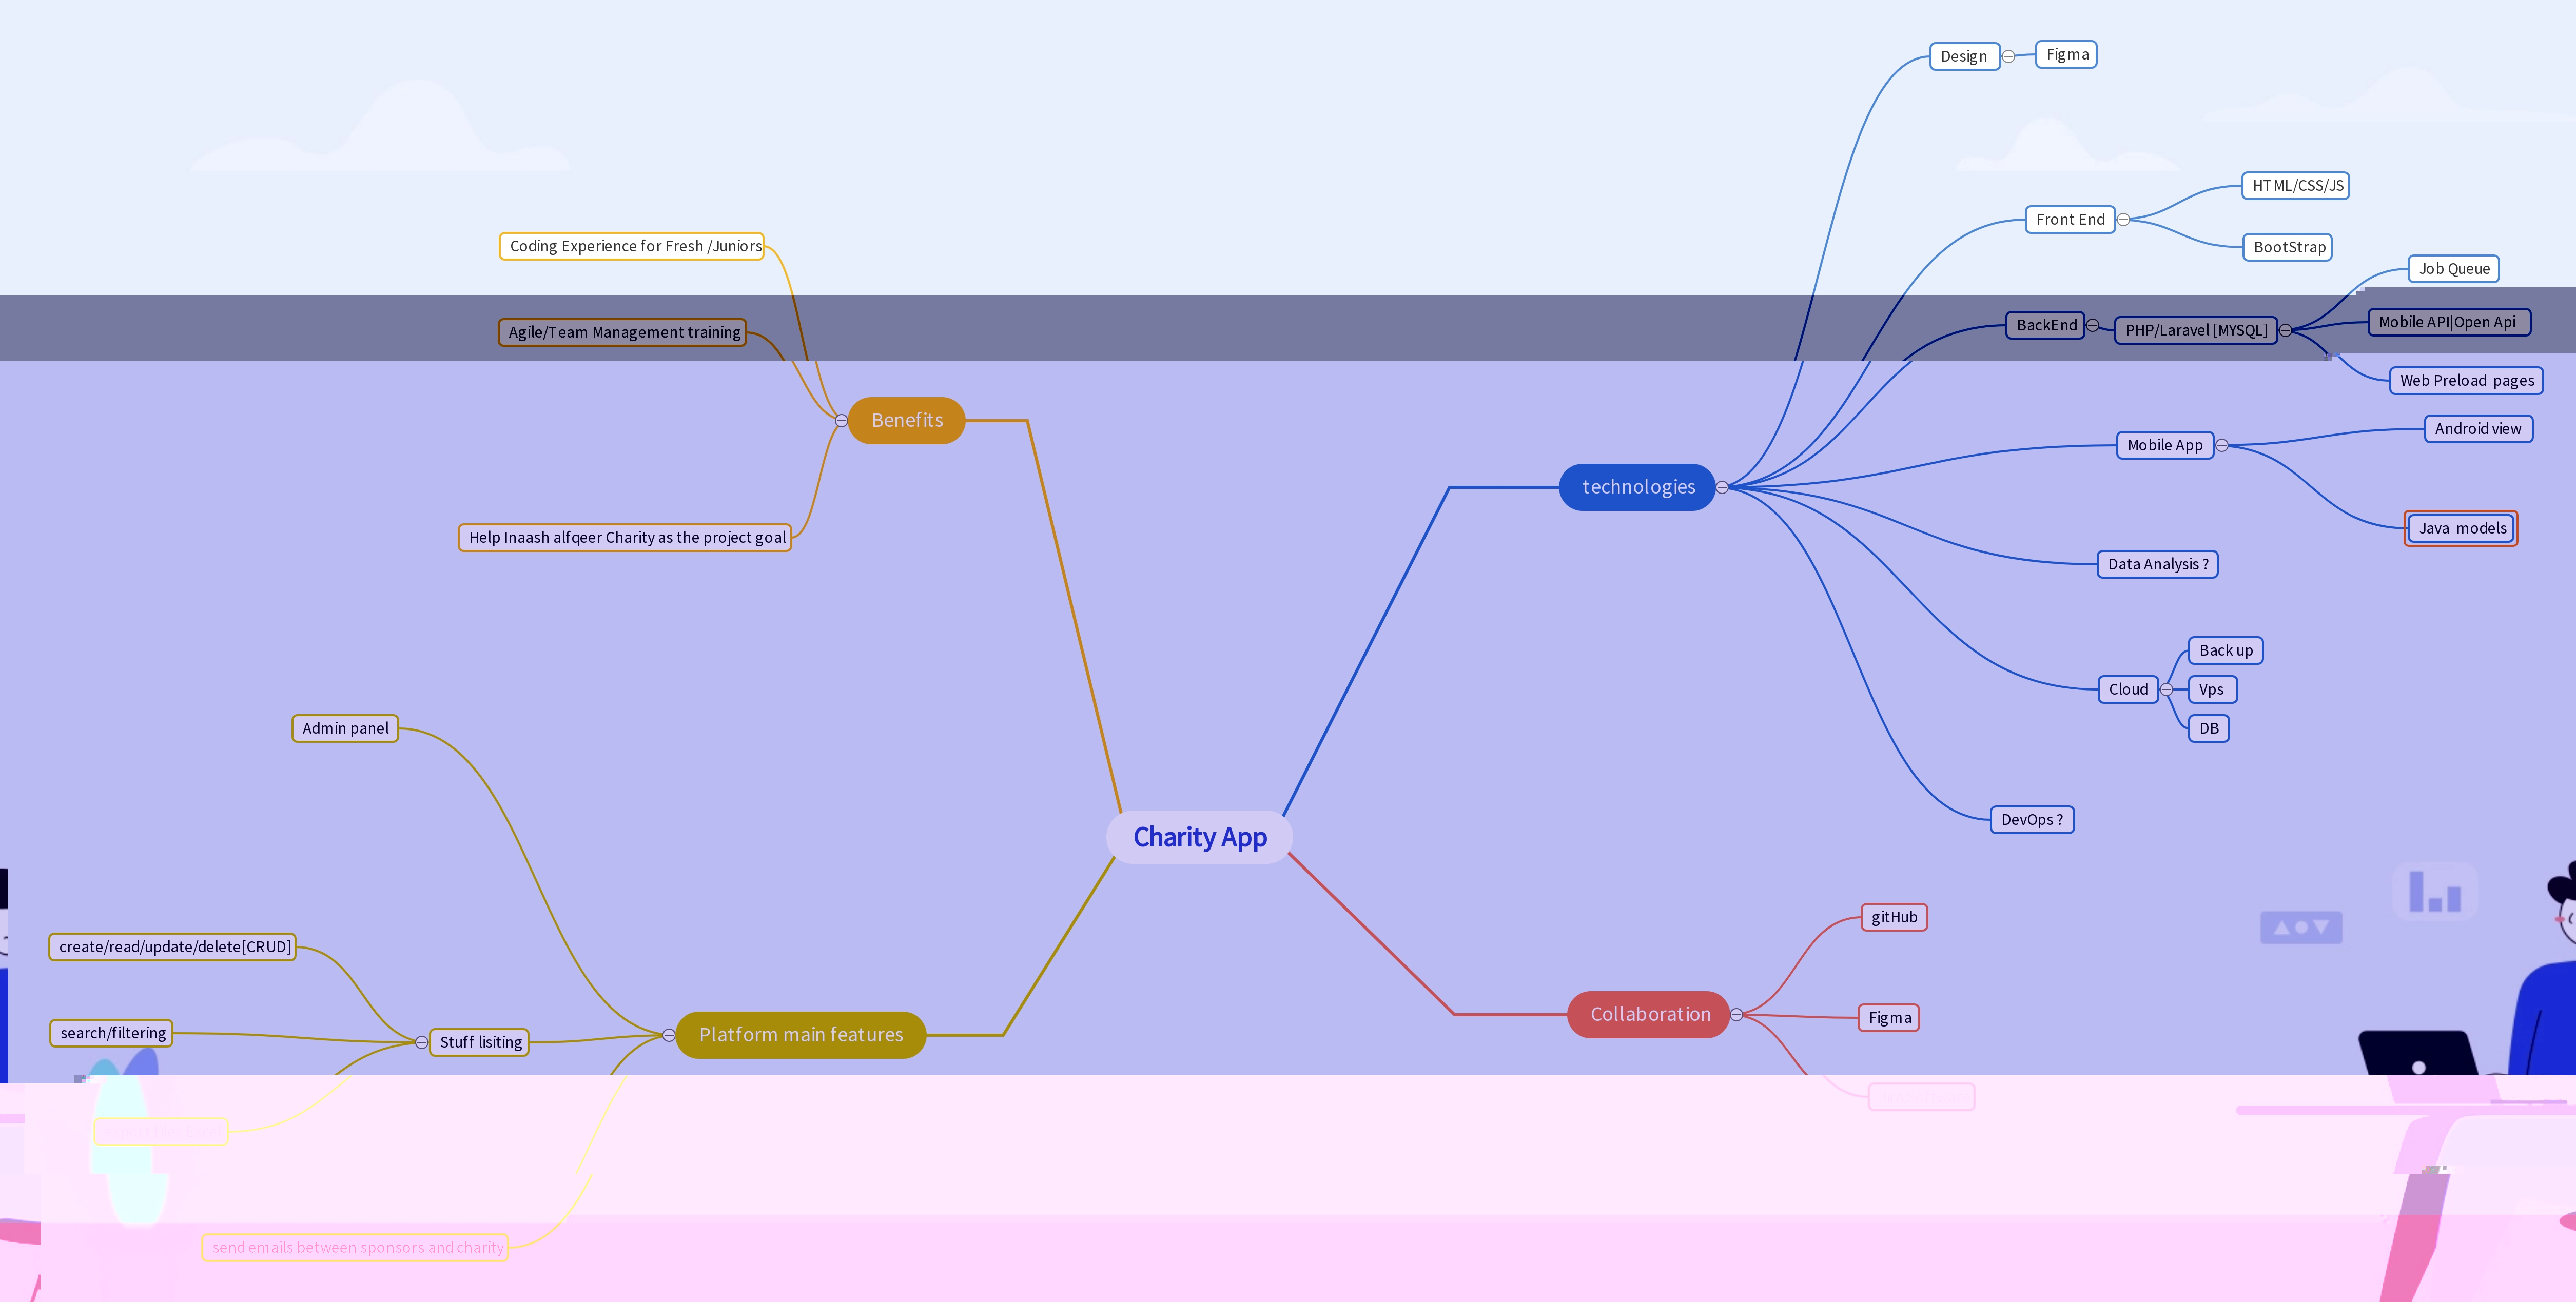 Charity App
Benefits
Coding Experience for Fresh /Juniors
Agile/Team Management training
Help Inaash alfqeer Charity as the project goal
Platform main features
Admin panel
Stuff lisiting
create/read/update/delete[CRUD]
search/filtering
send emails between sponsors and charity
technologies
Design
Figma
Front End
HTML/CSS/JS
BootStrap
BackEnd
PHP/Laravel [MYSQL]
Job Queue
Mobile API|Open Api
Web Preload pages
Mobile App
Android view
Java models
Data Analysis ?
Cloud
Back up
Vps
DB
DevOps ?
Collaboration
gitHub
Figma